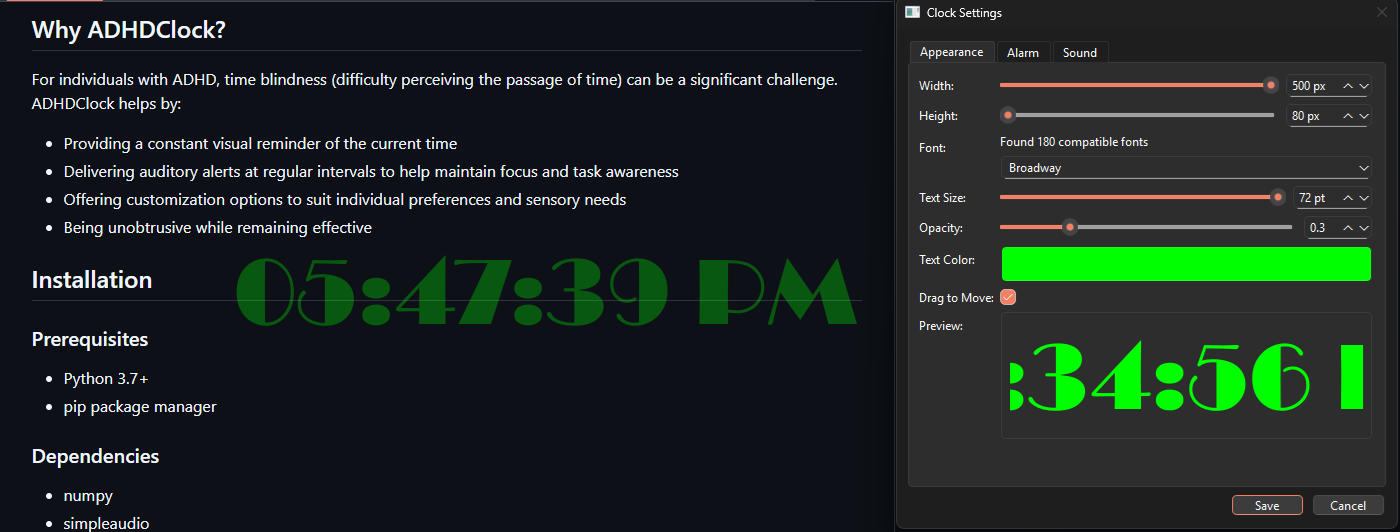 Why ADHDClock?
For individuals with ADHD, time blindness (difficulty perceiving the passage of time) can be a significant challenge.
ADHDClock helps by:
Providing a constant visual reminder of the current time
Delivering auditory alerts at regular intervals to help maintain focus and task awareness
Offering customization options to suit individual preferences and sensory needs
Being unobtrusive while remaining effective
Installation
05:47:39 PM
Prerequisites
Python 3.7+
pip package manager
Dependencies
numpy
simpleaudio
Clock Settings
Appearance Alarm Sound
Width: 500 px
Height: 80 px
Font: Found 180 compatible fonts
Broadway
Text Size: 72 pt
Opacity: 0.3
Text Color:
Drag to Move:
Preview:
:34:56
Save Cancel